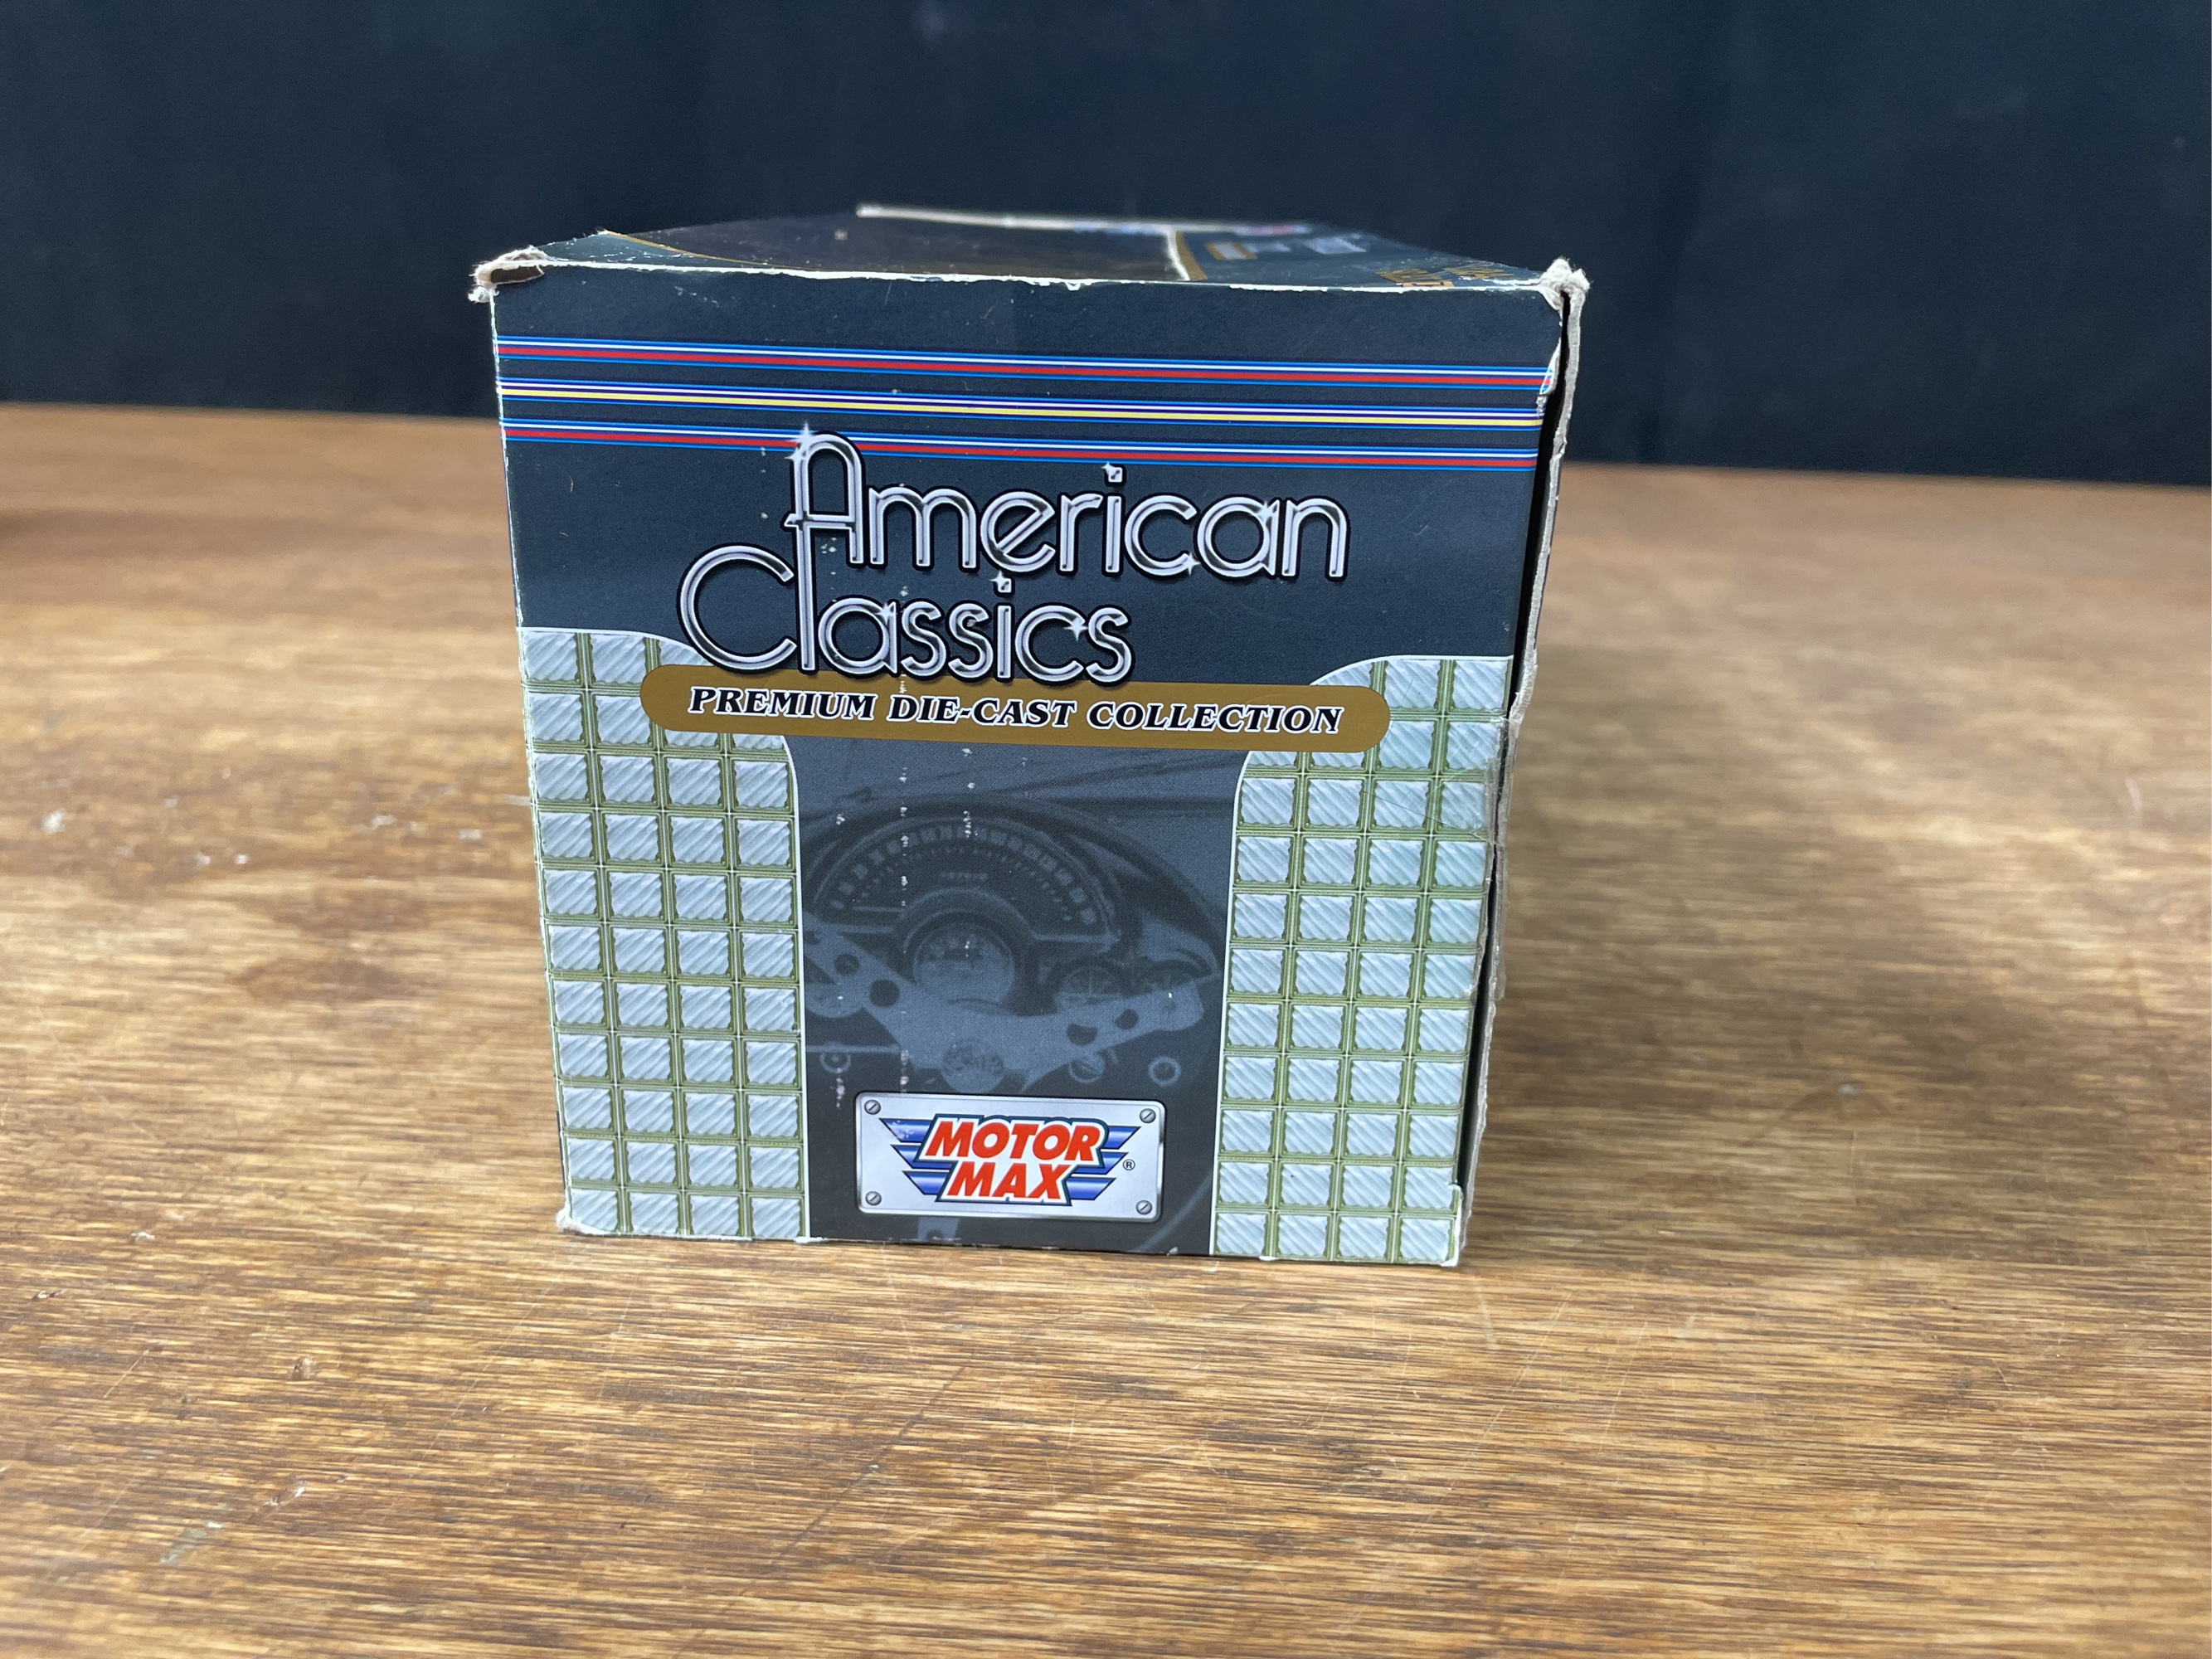 American
Classics
PREMIUM DIE-CAST COLLECTION
MOTOR
MAX®